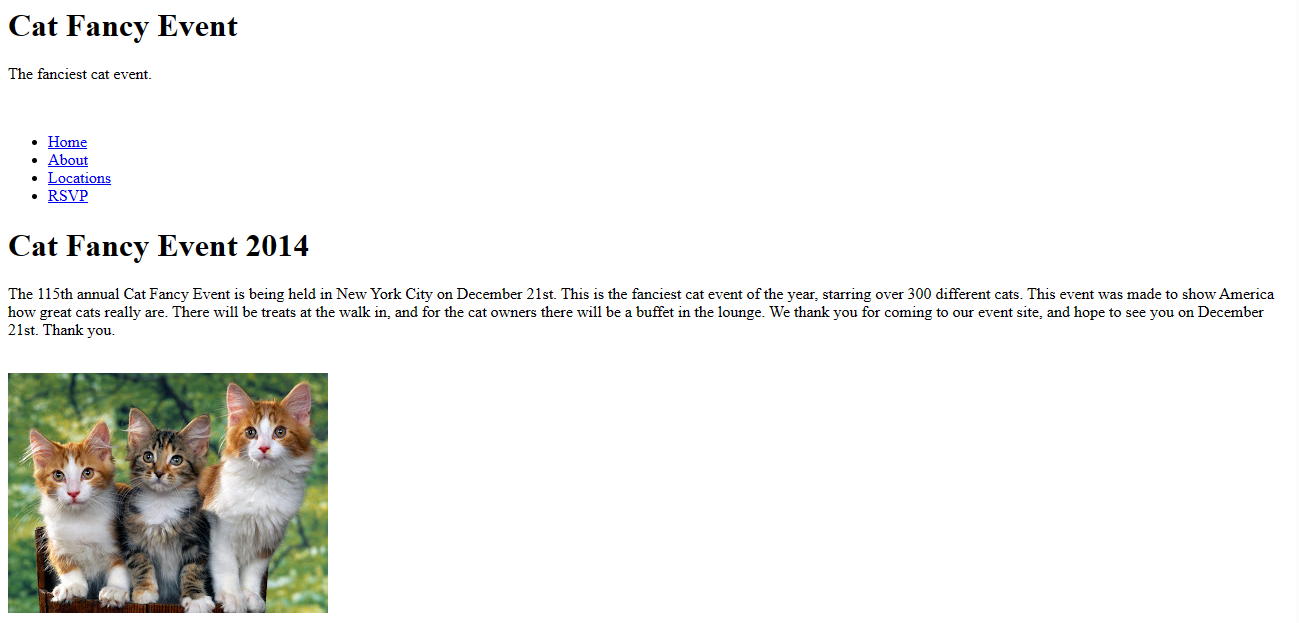 Cat Fancy Event
The fanciest cat event.
Home
About
Locations
RSVP
Cat Fancy Event 2014
The 115th annual Cat Fancy Event is being held in New York City on December 21st. This is the fanciest cat event of the year, starring over 300 different cats. This event was made to show America
how great cats really are. There will be treats at the walk in, and for the cat owners there will be a buffet in the lounge. We thank you for coming to our event site, and hope to see you on December
21st. Thank you.